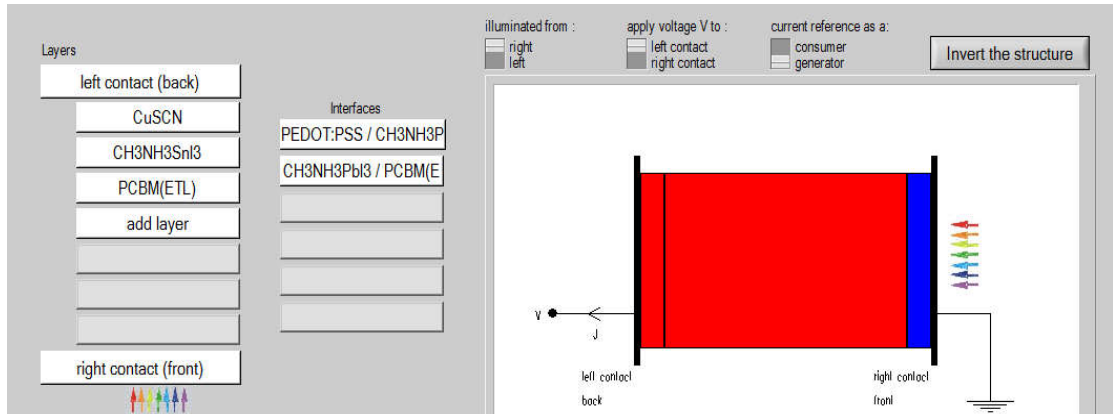 illuminated from :
right
left
apply voltage V to :
left contact
right contact
current reference as a:
consumer
generator
Invert the structure
Layers
left contact (back)
CuSCN
CH3NH3SnI3
PCBM(ETL)
add layer
right contact (front)
Interfaces
PEDOT:PSS / CH3NH3P
CH3NH3PbI3 / PCBM(E
V
J
left contact
back
right contact
front